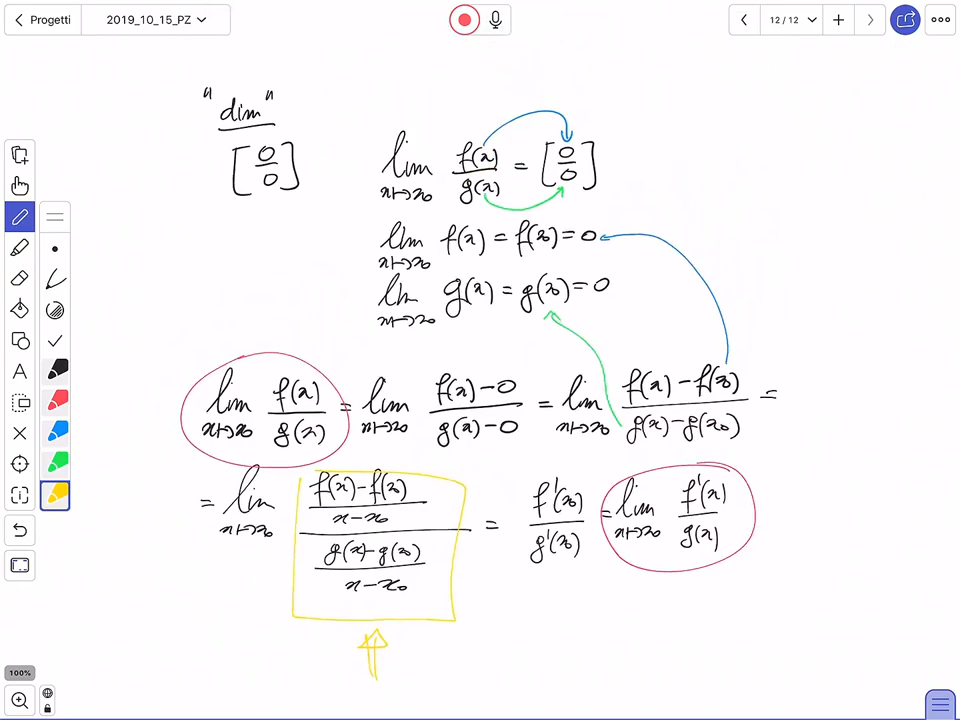 Progetti 2019_10_15_PZ 12/12
"dim"
[0/0]
lim x→x₀ f(x)/g(x) = [0/0]
lim x→x₀ f(x) = f(x₀) = 0
lim x→x₀ g(x) = g(x₀) = 0
lim x→x₀ f(x)/g(x) = lim x→x₀ (f(x)-0)/(g(x)-0) = lim x→x₀ (f(x)-f(x₀))/(g(x)-g(x₀)) =
= lim x→x₀ ((f(x)-f(x₀))/(x-x₀))/((g(x)-g(x₀))/(x-x₀)) = f'(x₀)/g'(x₀) = lim x→x₀ f'(x)/g(x)
A
100%